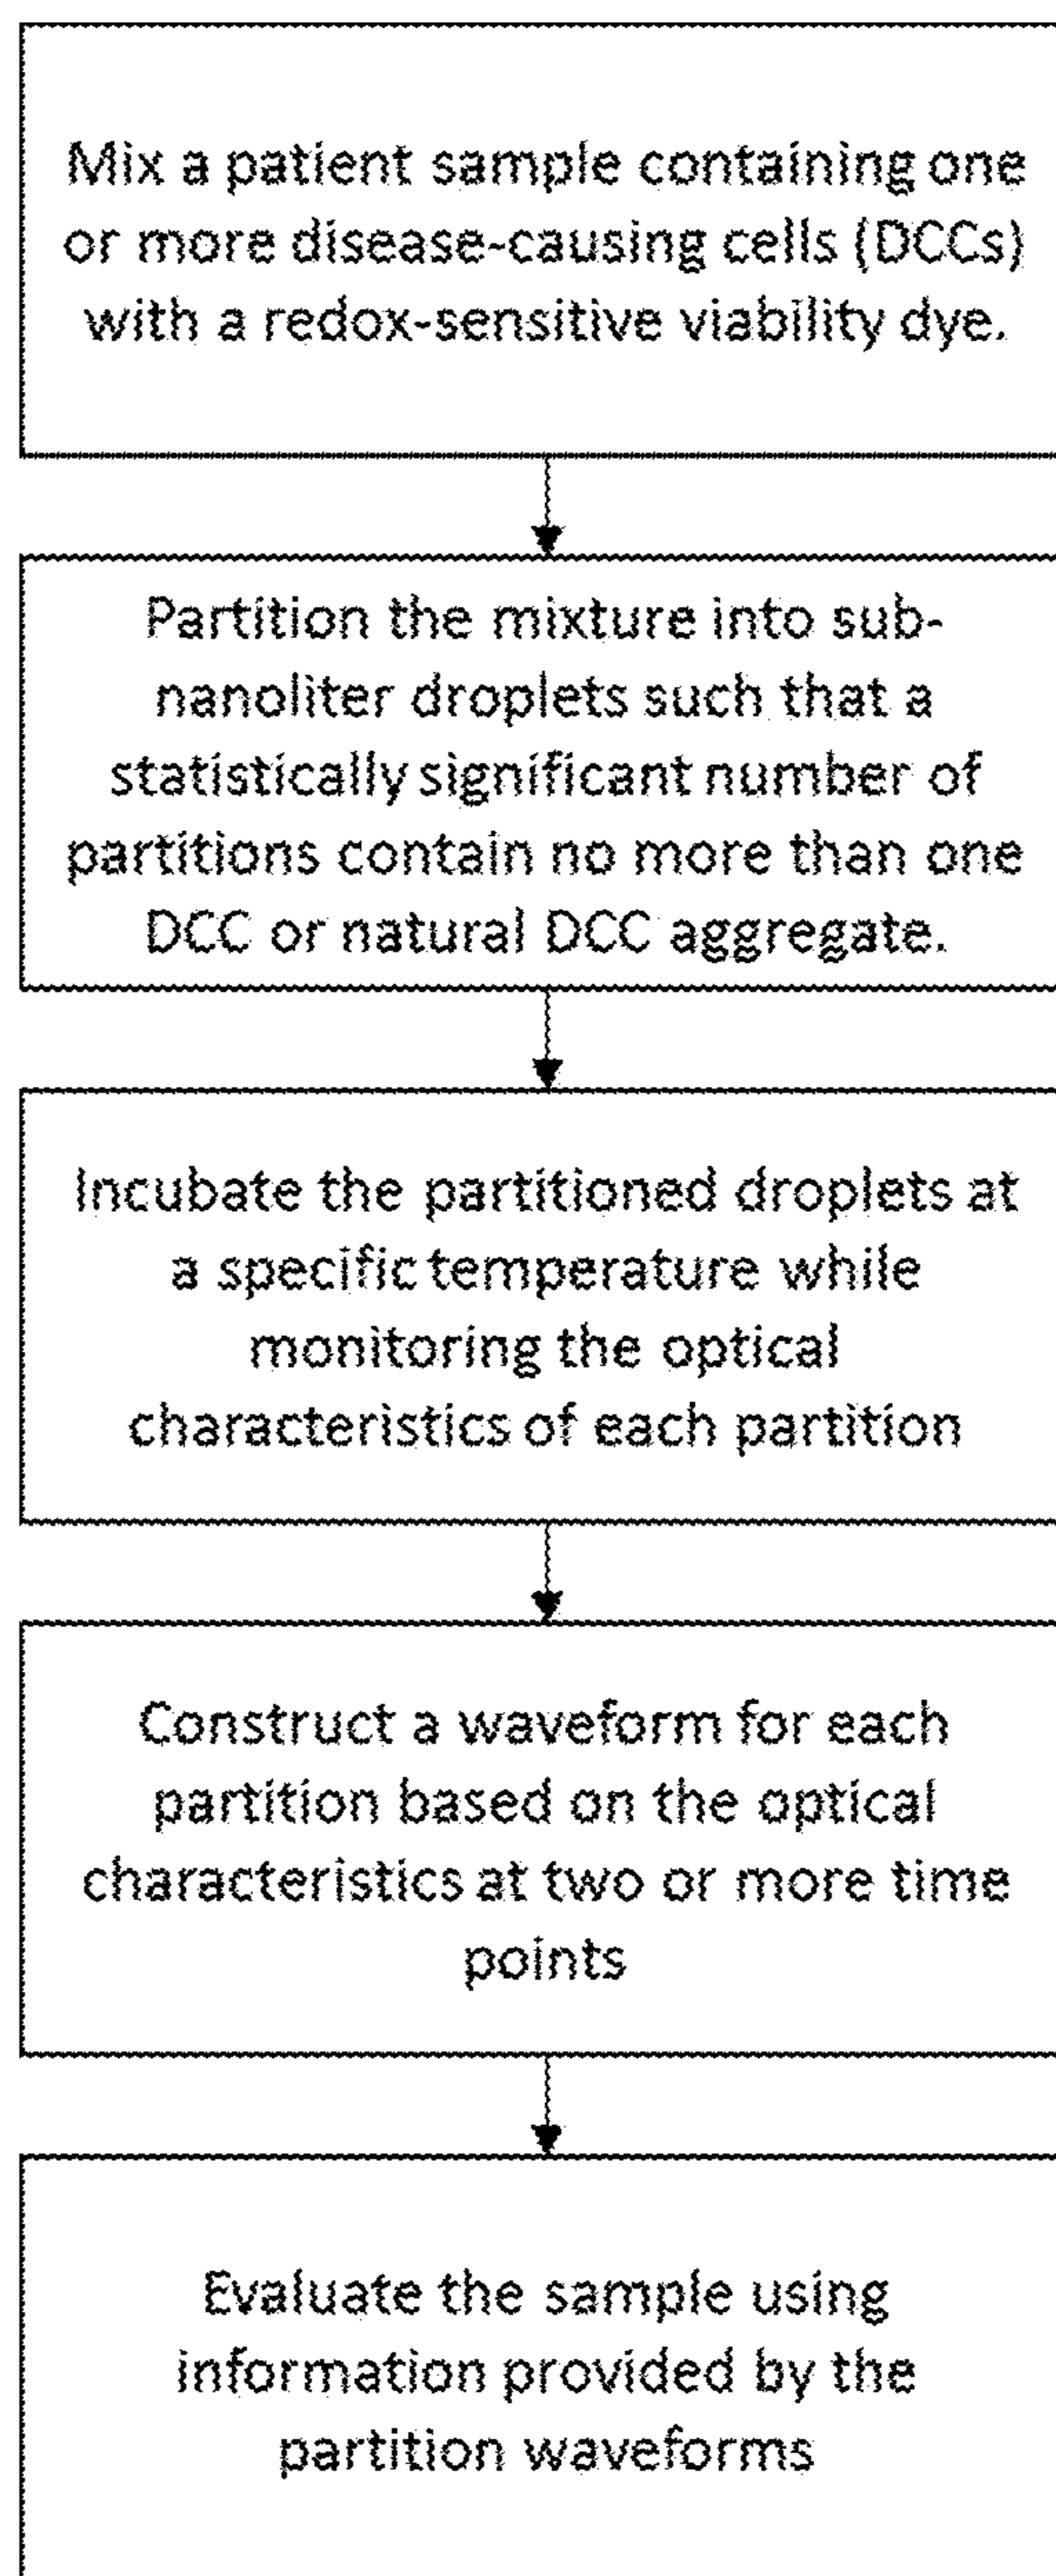 Mix a patient sample containing one
or more disease-causing cells (DCCs)
with a redox-sensitive viability dye.
Partition the mixture into sub-
nanoliter droplets such that a
statistically significant number of
partitions contain no more than one
DCC or natural DCC aggregate.
Incubate the partitioned droplets at
a specific temperature while
monitoring the optical
characteristics of each partition
Construct a waveform for each
partition based on the optical
characteristics at two or more time
points
Evaluate the sample using
information provided by the
partition waveforms